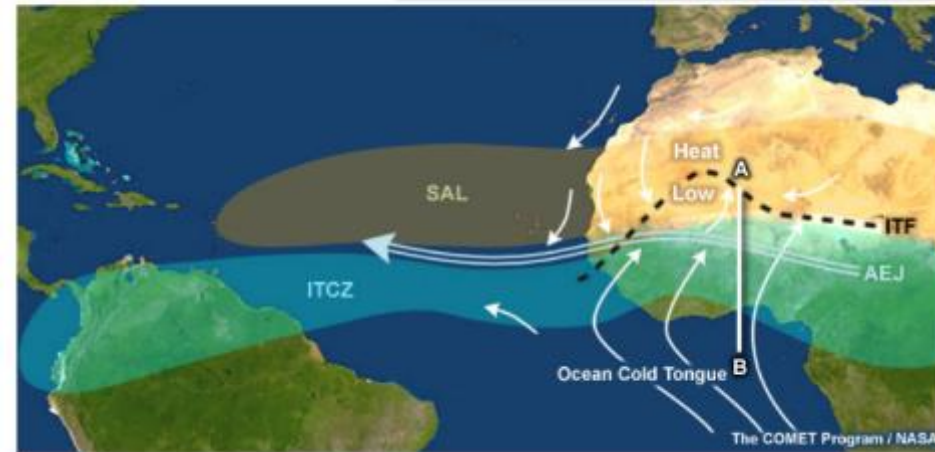 Heat
A
Low
SAL
ITF
AEJ
ITCZ
Ocean Cold Tongue
B
The COMET Program / NASA